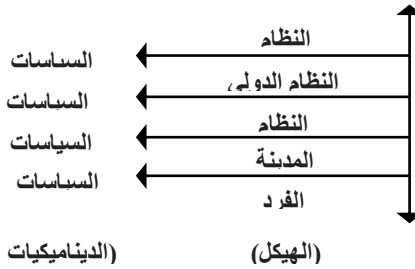 النظام
السياسات
النظام الدولي
السياسات
النظام
السياسات
المدينة
السياسات
الفرد
(الهيكل) (الديناميكيات